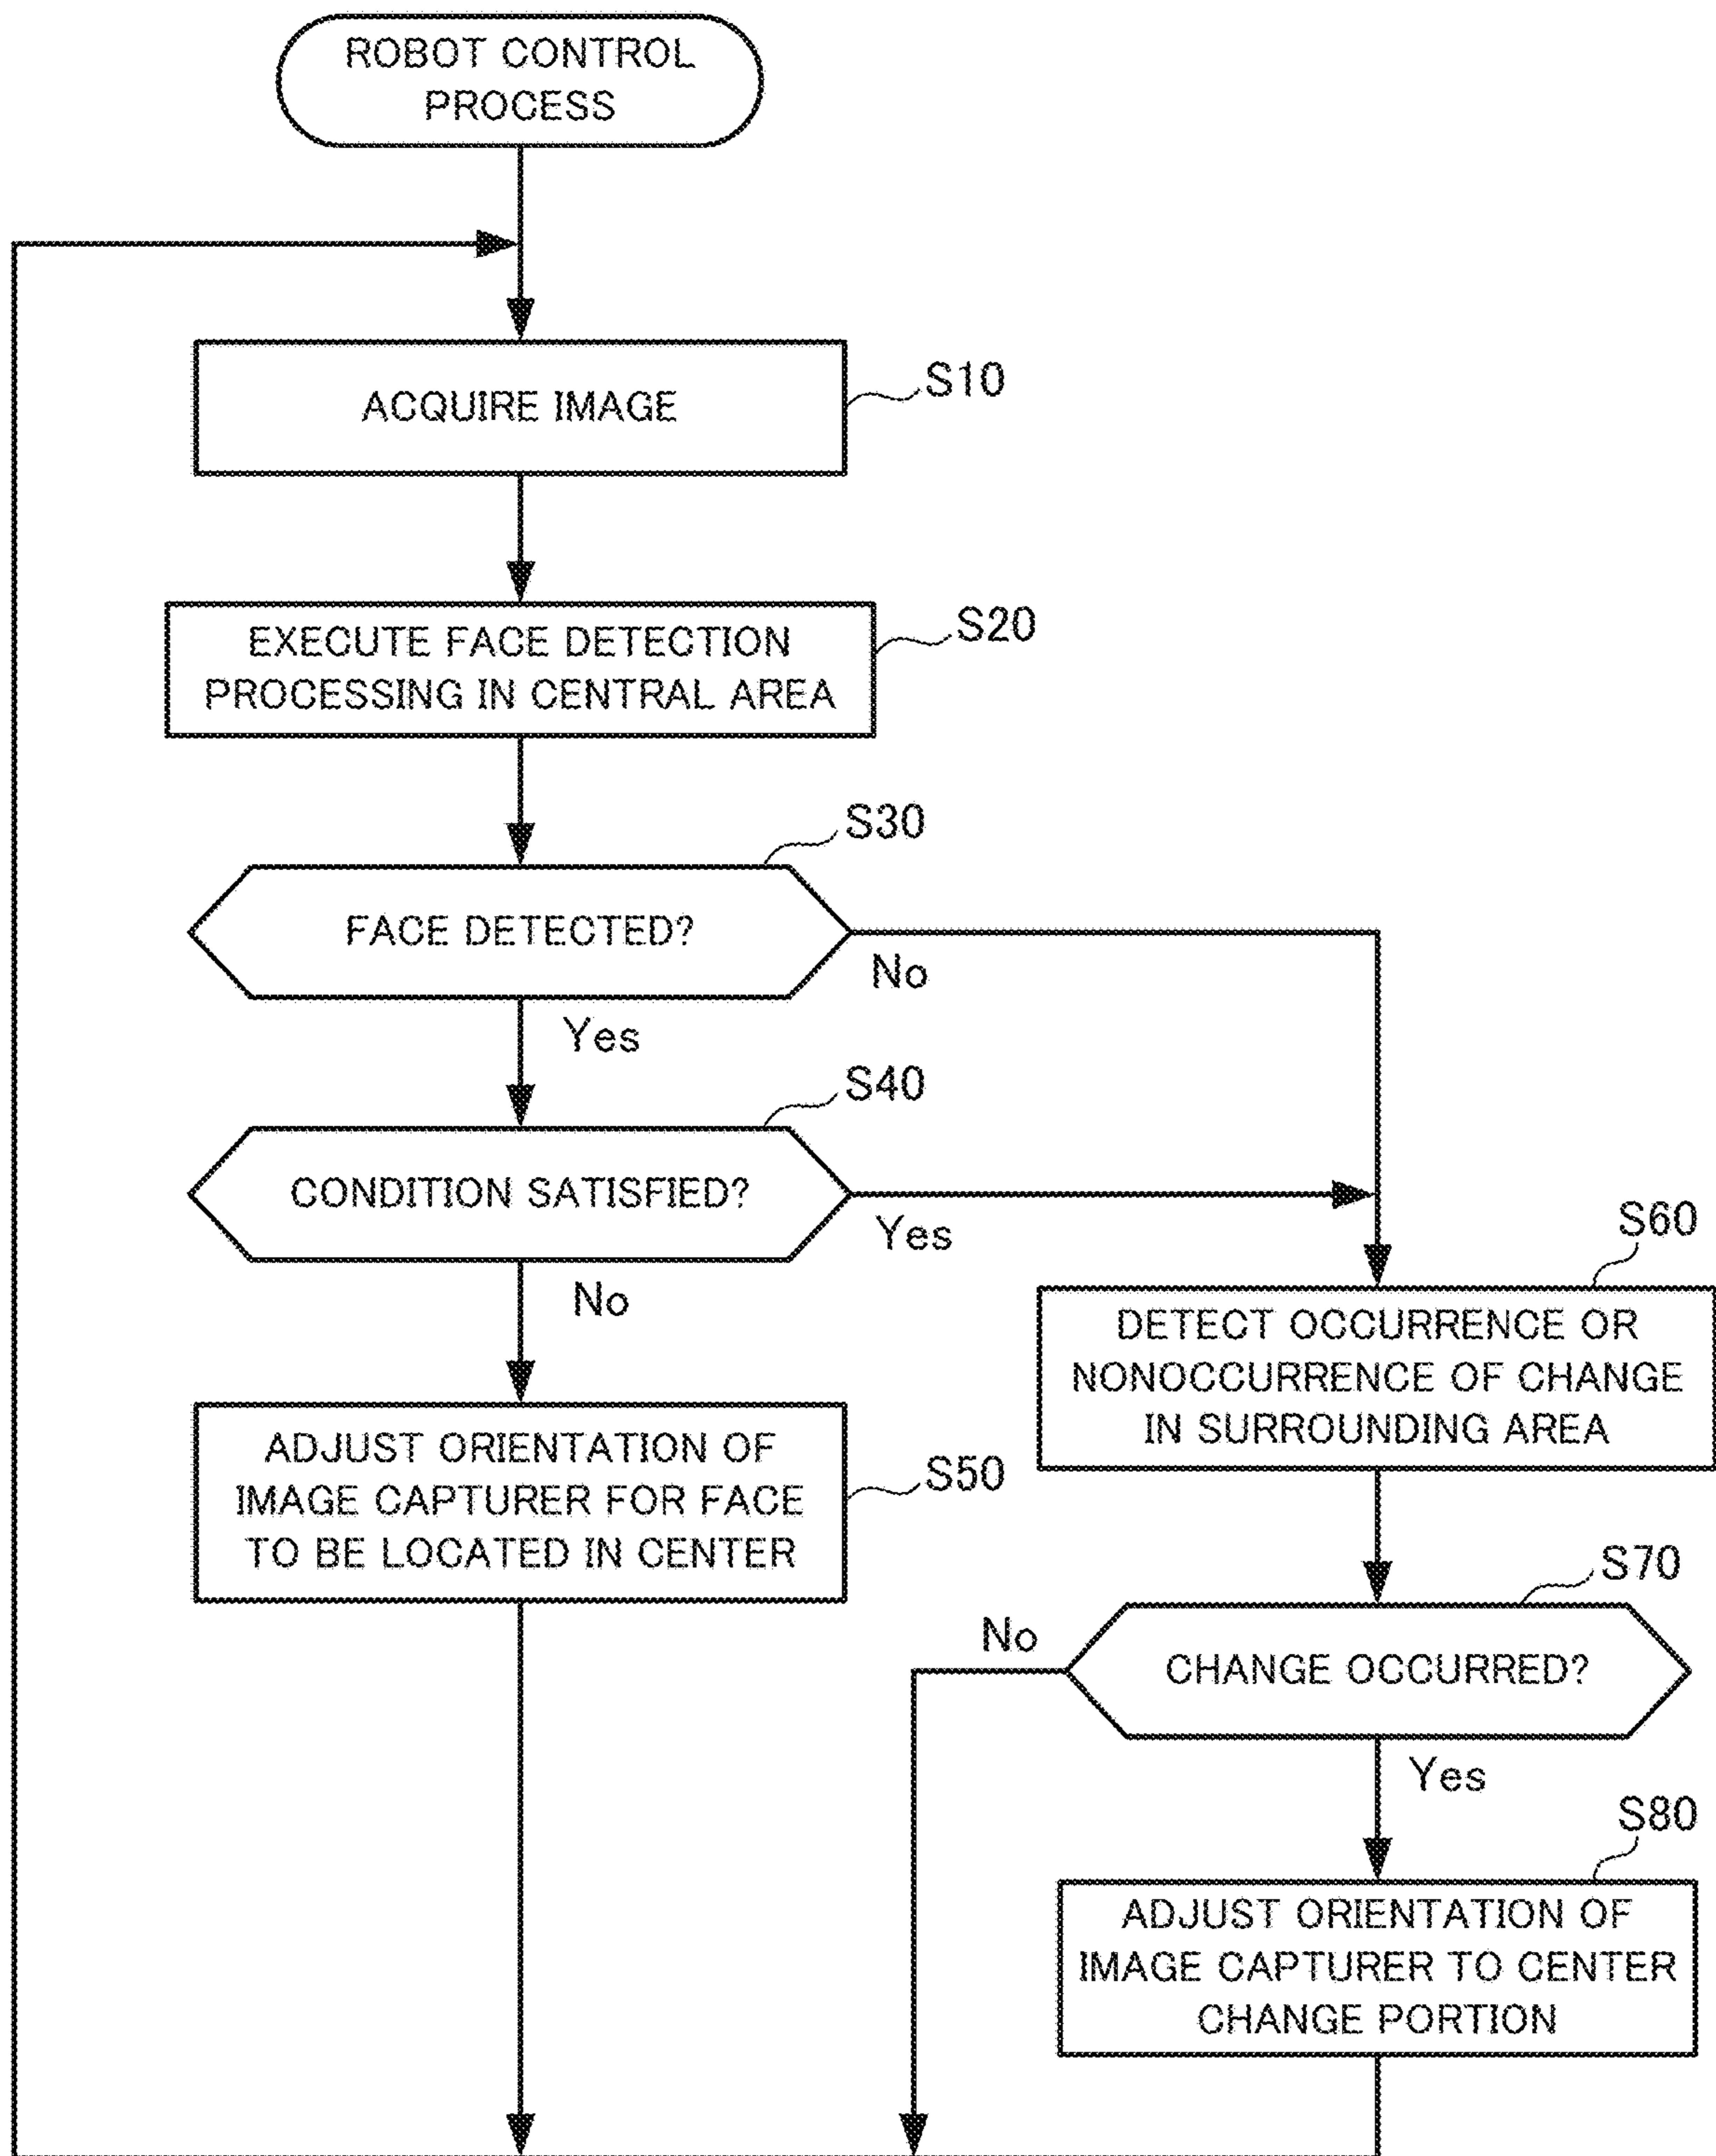 ROBOT CONTROL
PROCESS
ACQUIRE IMAGE
S10
EXECUTE FACE DETECTION
PROCESSING IN CENTRAL AREA
S20
S30
FACE DETECTED?
No
Yes
S40
CONDITION SATISFIED?
Yes
No
S60
DETECT OCCURRENCE OR
NONOCCURRENCE OF CHANGE
IN SURROUNDING AREA
ADJUST ORIENTATION OF
IMAGE CAPTURER FOR FACE
TO BE LOCATED IN CENTER
S50
S70
No
CHANGE OCCURRED?
Yes
S80
ADJUST ORIENTATION OF
IMAGE CAPTURER TO CENTER
CHANGE PORTION